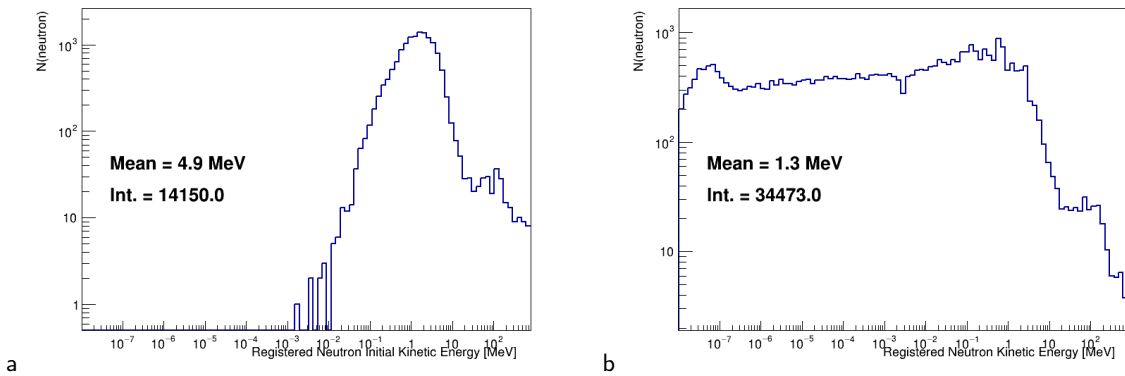 N(neutron)
10³
10²
10
1
Mean = 4.9 MeV
Int. = 14150.0
10⁻⁷ 10⁻⁶ 10⁻⁵ 10⁻⁴ 10⁻³ 10⁻² 10⁻¹ 1 10 10²
Registered Neutron Initial Kinetic Energy [MeV]
a
N(neutron)
10³
10²
10
Mean = 1.3 MeV
Int. = 34473.0
10⁻⁷ 10⁻⁶ 10⁻⁵ 10⁻⁴ 10⁻³ 10⁻² 10⁻¹ 1 10 10²
Registered Neutron Kinetic Energy [MeV]
b